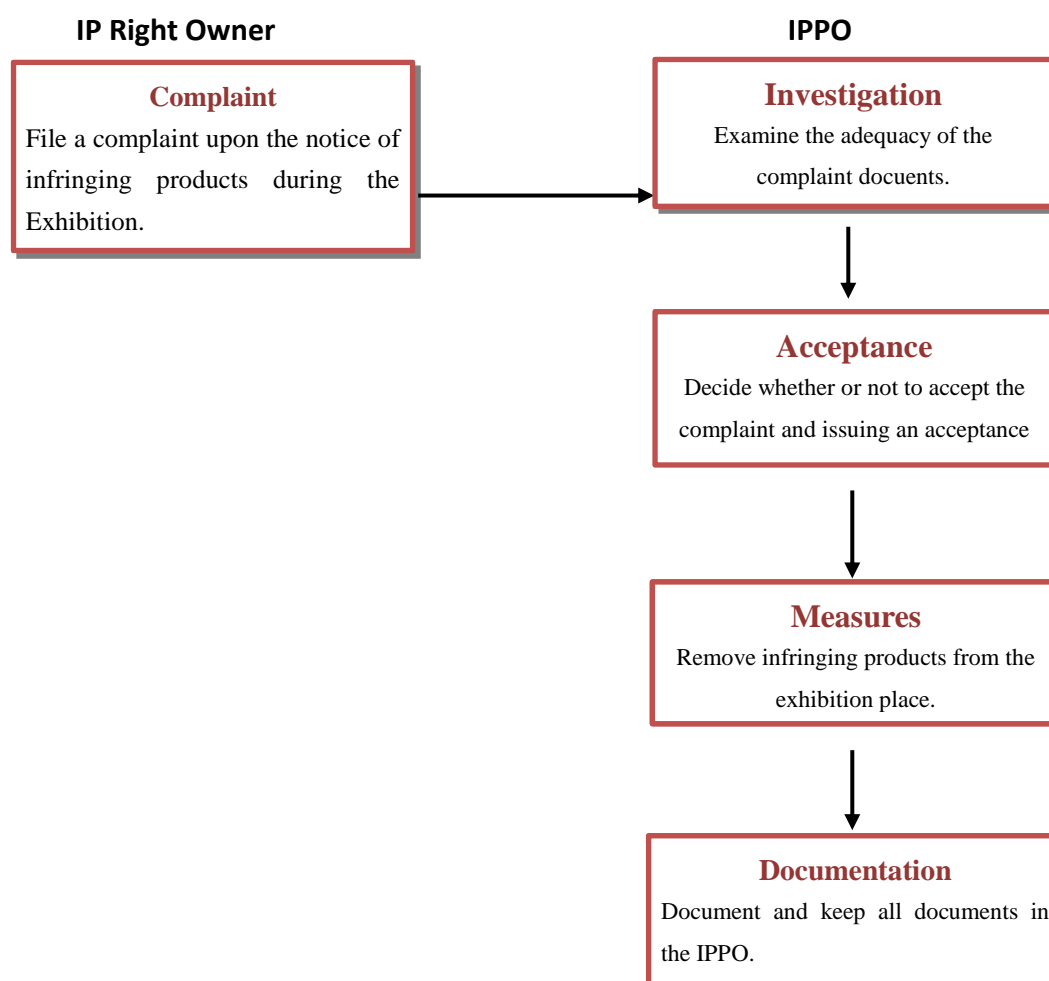 IP Right Owner
IPPO
Complaint
File a complaint upon the notice of
infringing products during the
Exhibition.
Investigation
Examine the adequacy of the
complaint docuents.
Acceptance
Decide whether or not to accept the
complaint and issuing an acceptance
Measures
Remove infringing products from the
exhibition place.
Documentation
Document and keep all documents in
the IPPO.